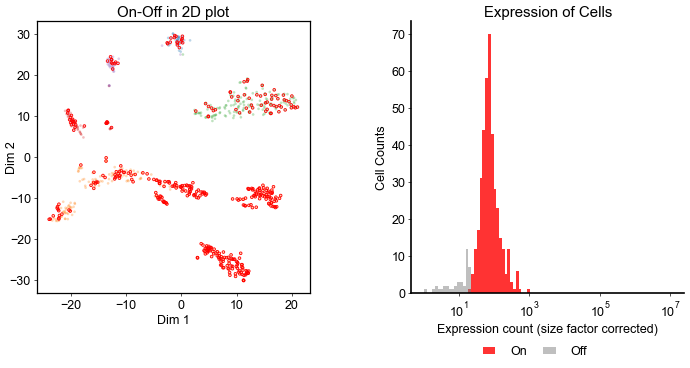 On-Off in 2D plot
30
20
10
0
−10
−20
−30
Dim 2
−20 −10 0 10 20
Dim 1
Expression of Cells
70
60
50
40
30
20
10
0
Cell Counts
10^1 10^3 10^5 10^7
Expression count (size factor corrected)
On Off